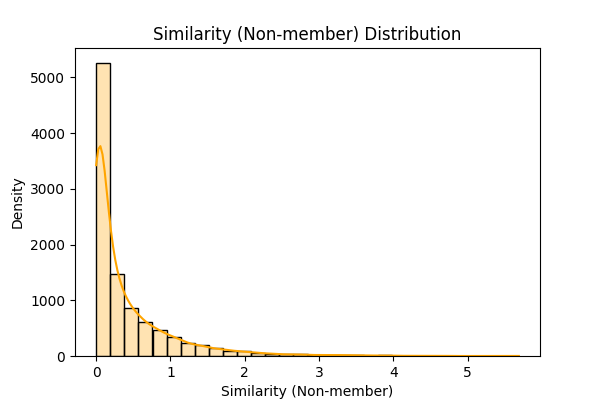 Similarity (Non-member) Distribution
Density
5000
4000
3000
2000
1000
0
0 1 2 3 4 5
Similarity (Non-member)